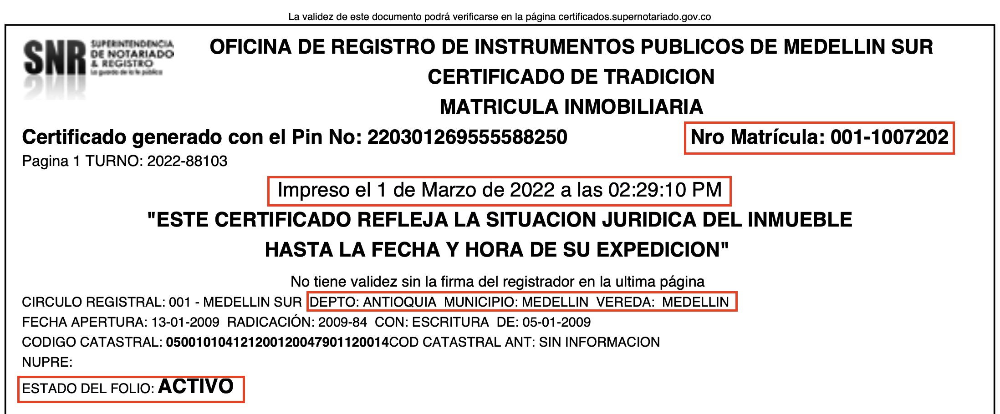 La validez de este documento podrá verificarse en la página certificados.supernotariado.gov.co
SNR SUPERINTENDENCIA
DE NOTARIADO
& REGISTRO
La guarda de la fe pública
OFICINA DE REGISTRO DE INSTRUMENTOS PUBLICOS DE MEDELLIN SUR
CERTIFICADO DE TRADICION
MATRICULA INMOBILIARIA
Certificado generado con el Pin No: 220301269555588250 Nro Matrícula: 001-1007202
Pagina 1 TURNO: 2022-88103
Impreso el 1 de Marzo de 2022 a las 02:29:10 PM
"ESTE CERTIFICADO REFLEJA LA SITUACION JURIDICA DEL INMUEBLE
HASTA LA FECHA Y HORA DE SU EXPEDICION"
No tiene validez sin la firma del registrador en la ultima página
CIRCULO REGISTRAL: 001 - MEDELLIN SUR DEPTO: ANTIOQUIA MUNICIPIO: MEDELLIN VEREDA: MEDELLIN
FECHA APERTURA: 13-01-2009 RADICACIÓN: 2009-84 CON: ESCRITURA DE: 05-01-2009
CODIGO CATASTRAL: 050010104121200120047901120014COD CATASTRAL ANT: SIN INFORMACION
NUPRE:
ESTADO DEL FOLIO: ACTIVO